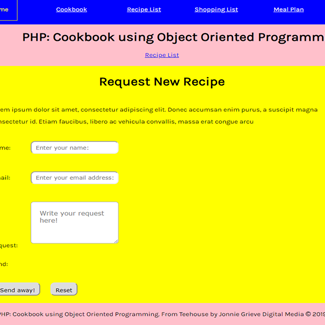 me
Cookbook
Recipe List
Shopping List
Meal Plan
PHP: Cookbook using Object Oriented Programm
Recipe List
Request New Recipe
em ipsum dolor sit amet, consectetur adipiscing elit. Donec accumsan enim purus, a suscipit magna
nsectetur id. Etiam faucibus, libero ac vehicula convallis, massa erat congue arcu
me:
Enter your name:
ail:
Enter your email address:
Write your request
here!
quest:
nd:
Send away!
Reset
PHP: Cookbook using Object Oriented Programming. From Teehouse by Jonnie Grieve Digital Media © 201